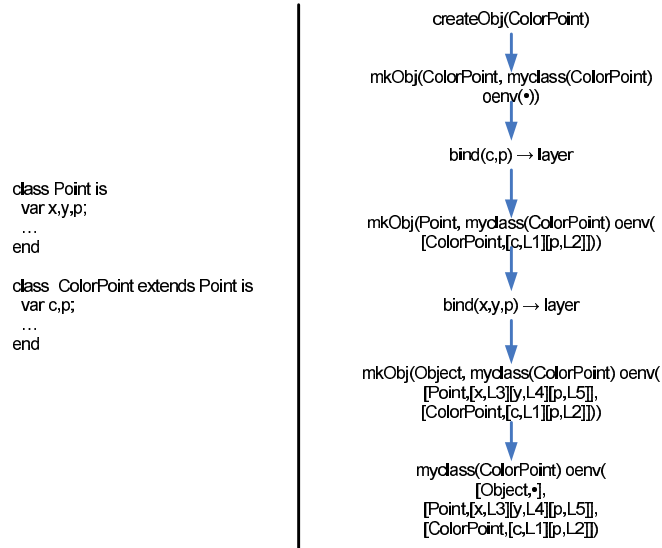 class Point is
var x,y,p;
...
end
class ColorPoint extends Point is
var c,p;
...
end
createObj(ColorPoint)
mkObj(ColorPoint, myclass(ColorPoint)
oenv(•))
bind(c,p) → layer
mkObj(Point, myclass(ColorPoint) oenv(
[ColorPoint,[c,L1][p,L2]]))
bind(x,y,p) → layer
mkObj(Object, myclass(ColorPoint) oenv(
[Point,[x,L3][y,L4][p,L5]],
[ColorPoint,[c,L1][p,L2]]))
myclass(ColorPoint) oenv(
[Object,•],
[Point,[x,L3][y,L4][p,L5]],
[ColorPoint,[c,L1][p,L2]])